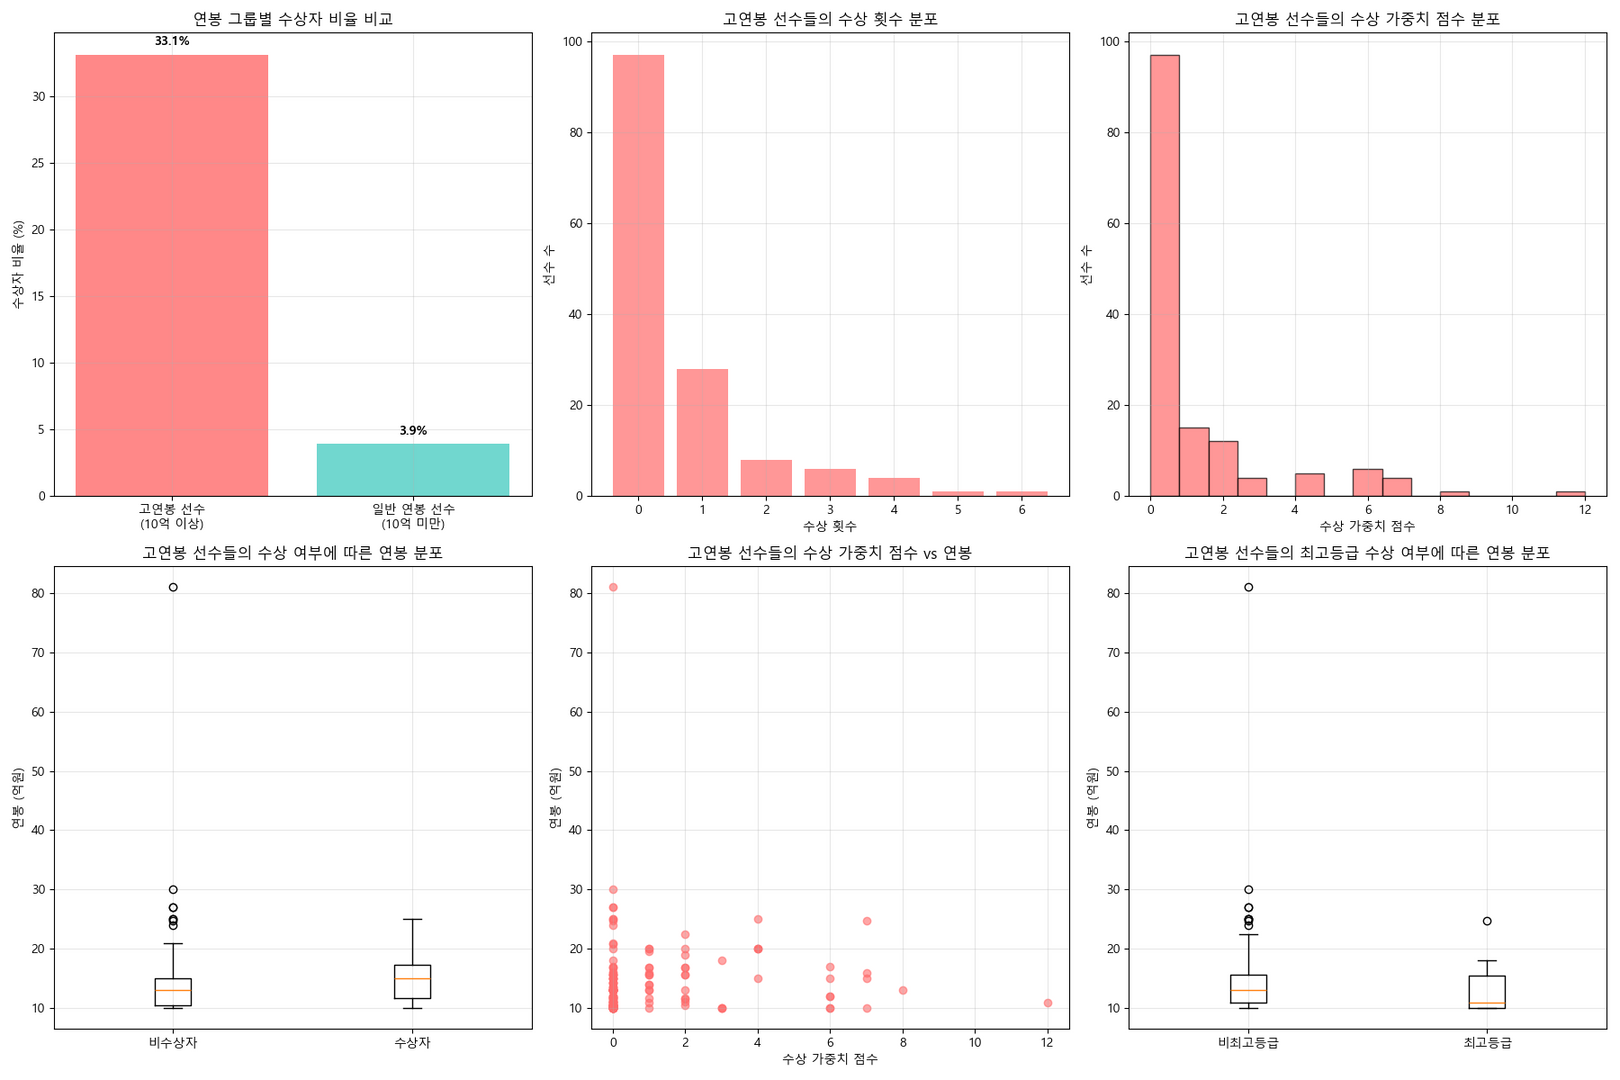 연봉 그룹별 수상자 비율 비교
33.1%
3.9%
수상자 비율 (%)
30
25
20
15
10
5
0
고연봉 선수
(10억 이상)
일반 연봉 선수
(10억 미만)
고연봉 선수들의 수상 횟수 분포
선수 수
100
80
60
40
20
0
0 1 2 3 4 5 6
수상 횟수
고연봉 선수들의 수상 가중치 점수 분포
선수 수
100
80
60
40
20
0
0 2 4 6 8 10 12
수상 가중치 점수
고연봉 선수들의 수상 여부에 따른 연봉 분포
연봉 (억원)
80
70
60
50
40
30
20
10
비수상자 수상자
고연봉 선수들의 수상 가중치 점수 vs 연봉
연봉 (억원)
80
70
60
50
40
30
20
10
0 2 4 6 8 10 12
수상 가중치 점수
고연봉 선수들의 최고등급 수상 여부에 따른 연봉 분포
연봉 (억원)
80
70
60
50
40
30
20
10
비최고등급 최고등급